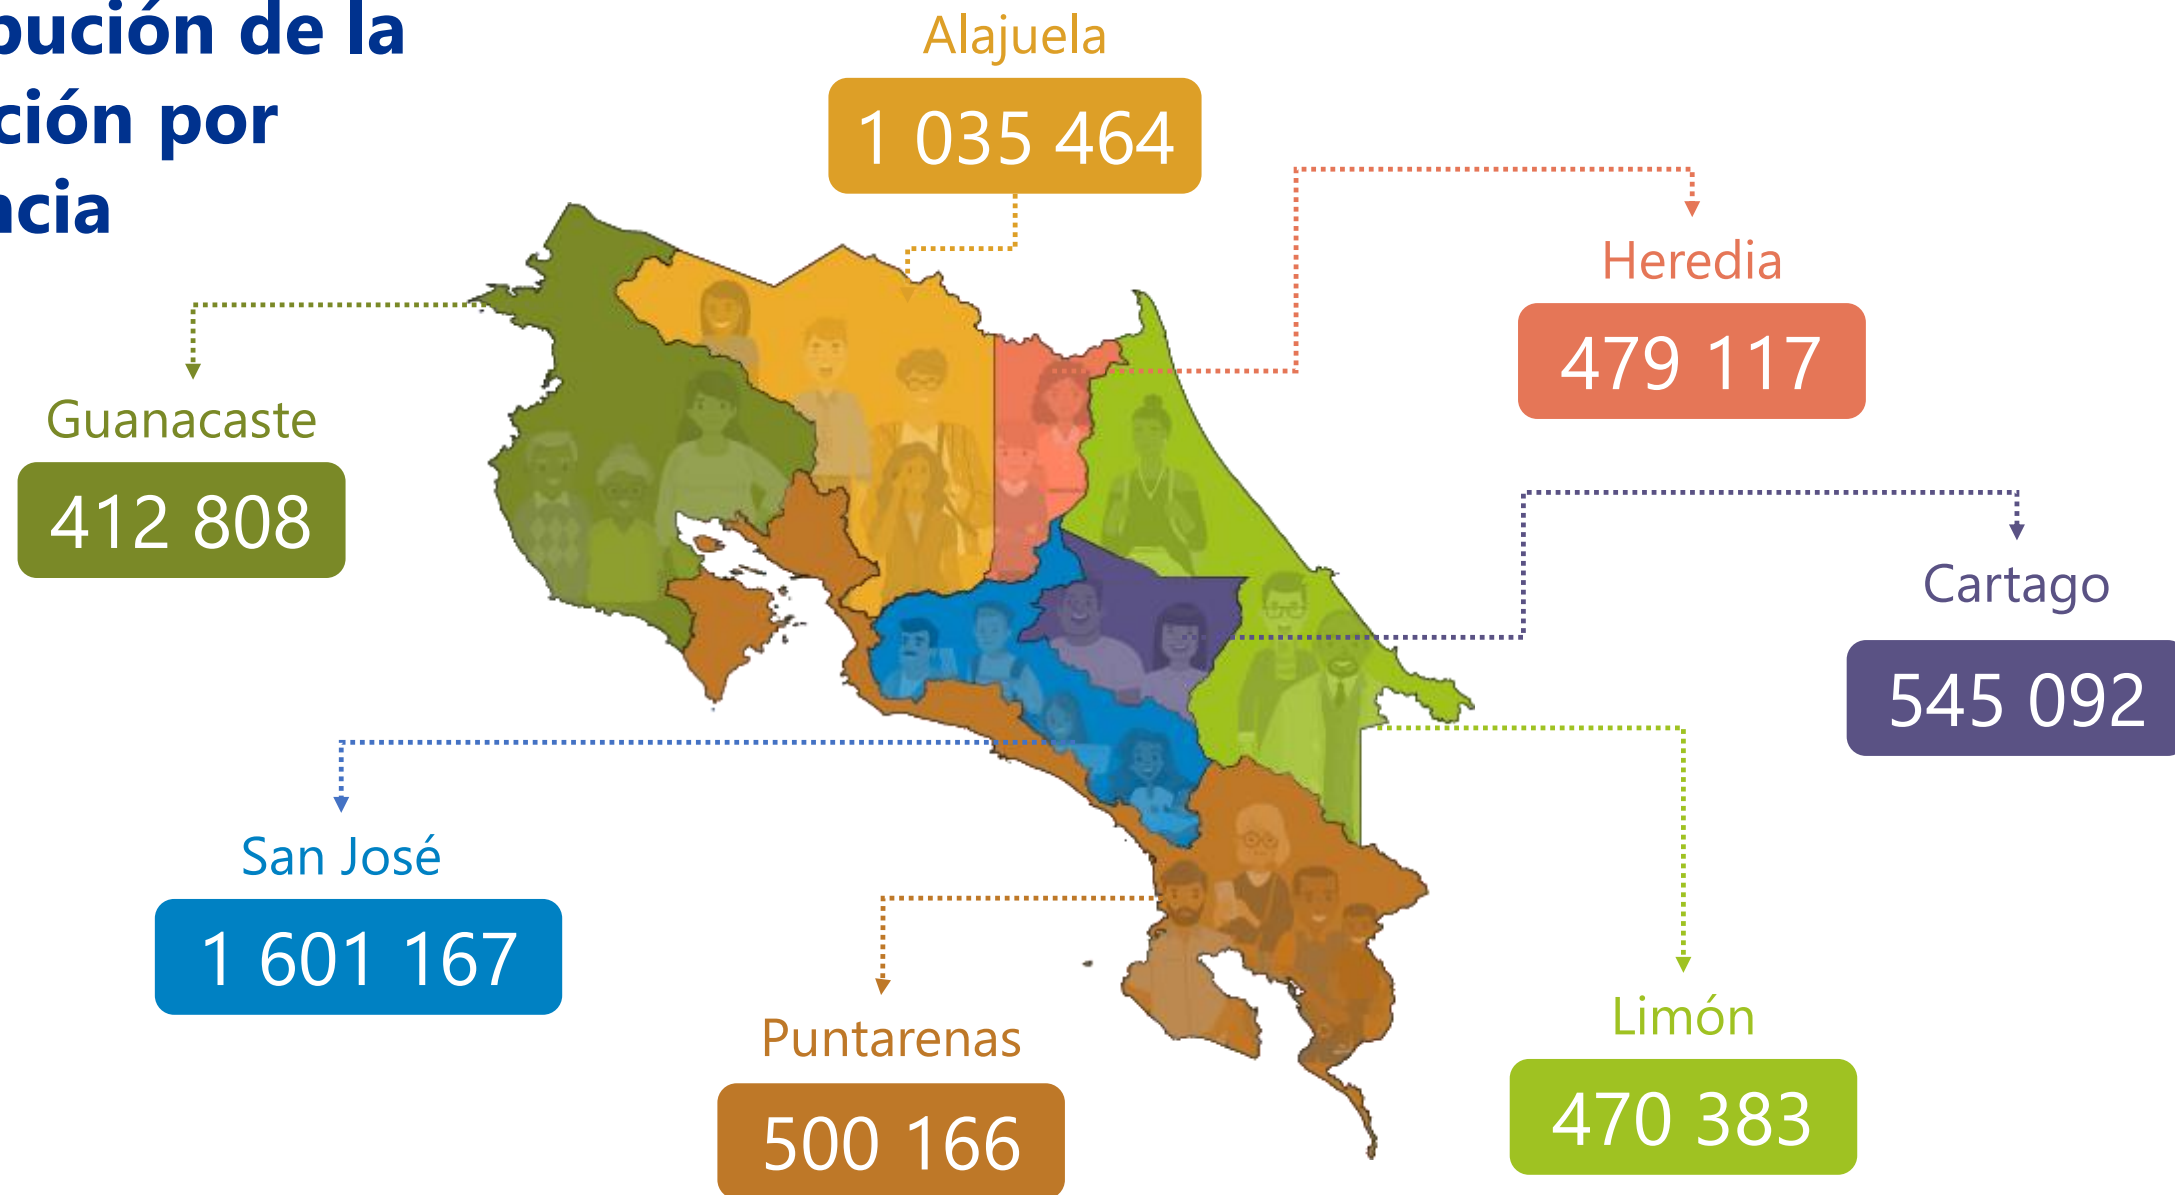 bución de la
ción por
ncia
Alajuela
1 035 464
Heredia
479 117
Guanacaste
412 808
Cartago
545 092
San José
1 601 167
Limón
470 383
Puntarenas
500 166